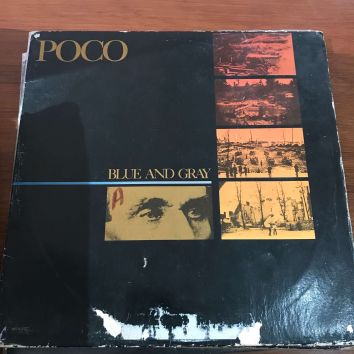 POCO
BLUE AND GRAY
A